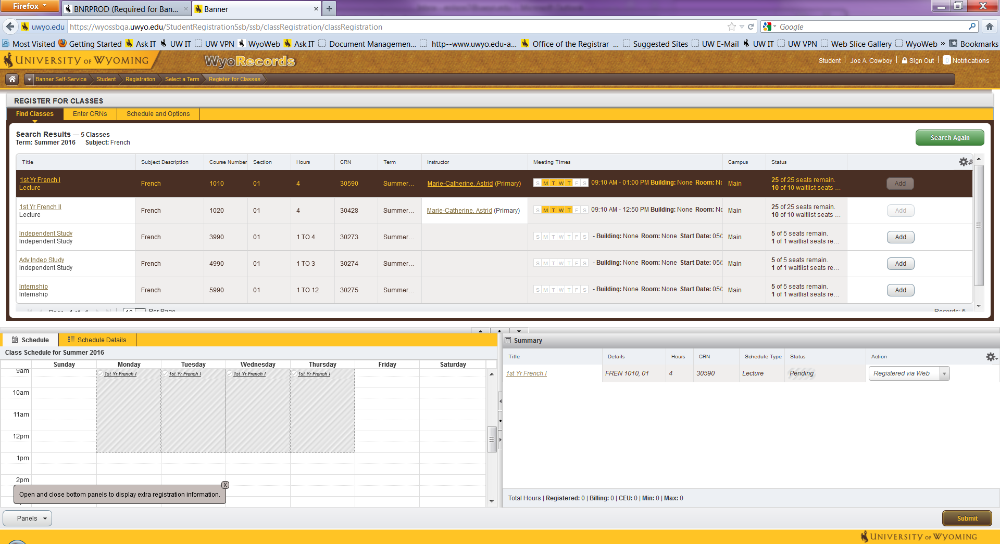 Firefox
BNRPROD (Required for Ban...
Banner
uwyo.edu
https://wyossbqa.uwyo.edu/StudentRegistrationSsb/ssb/classRegistration/classRegistration
Google
Most Visited Getting Started Ask IT UW IT UW VPN WyoWeb Ask IT Document Managemen... http--www.uwyo.edu-a... Office of the Registrar ... Suggested Sites UW E-Mail UW IT UW VPN Web Slice Gallery WyoWeb » Bookmarks
UNIVERSITY OF WYOMING
WyoRecords
Student Joe A. Cowboy Sign Out 0 Notifications
Banner Self-Service Student Registration Select a Term Register for Classes
REGISTER FOR CLASSES
Find Classes Enter CRNs Schedule and Options
Search Results — 5 Classes
Term: Summer 2016 Subject: French
Search Again
Title Subject Description Course Number Section Hours CRN Term Instructor Meeting Times Campus Status
1st Yr French I
Lecture
French 1010 01 4 30590 Summer... Marie-Catherine, Astrid (Primary) S M T W T F S 09:10 AM - 01:00 PM Building: None Room: Nc Main
25 of 25 seats remain.
10 of 10 waitlist seats ...
Add
1st Yr French II
Lecture
French 1020 01 4 30428 Summer... Marie-Catherine, Astrid (Primary) S M T W T F S 09:10 AM - 12:50 PM Building: None Room: Nc Main
25 of 25 seats remain.
10 of 10 waitlist seats ...
Add
Independent Study
Independent Study
French 3990 01 1 TO 4 30273 Summer... S M T W T F S - Building: None Room: None Start Date: 05/ Main
5 of 5 seats remain.
1 of 1 waitlist seats re...
Add
Adv Indep Study
Independent Study
French 4990 01 1 TO 3 30274 Summer... S M T W T F S - Building: None Room: None Start Date: 05/ Main
5 of 5 seats remain.
1 of 1 waitlist seats re...
Add
Internship
Internship
French 5990 01 1 TO 12 30275 Summer... S M T W T F S - Building: None Room: None Start Date: 05/ Main
5 of 5 seats remain.
1 of 1 waitlist seats re...
Add
Page 1 of 1 10 Per Page Records: 5
Schedule Schedule Details
Class Schedule for Summer 2016
Sunday Monday Tuesday Wednesday Thursday Friday Saturday
9am 1st Yr French I 1st Yr French I 1st Yr French I 1st Yr French I
10am
11am
12pm
1pm
2pm
X
Open and close bottom panels to display extra registration information.
Summary
Title Details Hours CRN Schedule Type Status Action
1st Yr French I FREN 1010, 01 4 30590 Lecture Pending Registered via Web
Total Hours | Registered: 0 | Billing: 0 | CEU: 0 | Min: 0 | Max: 0
Panels
Submit
UNIVERSITY OF WYOMING